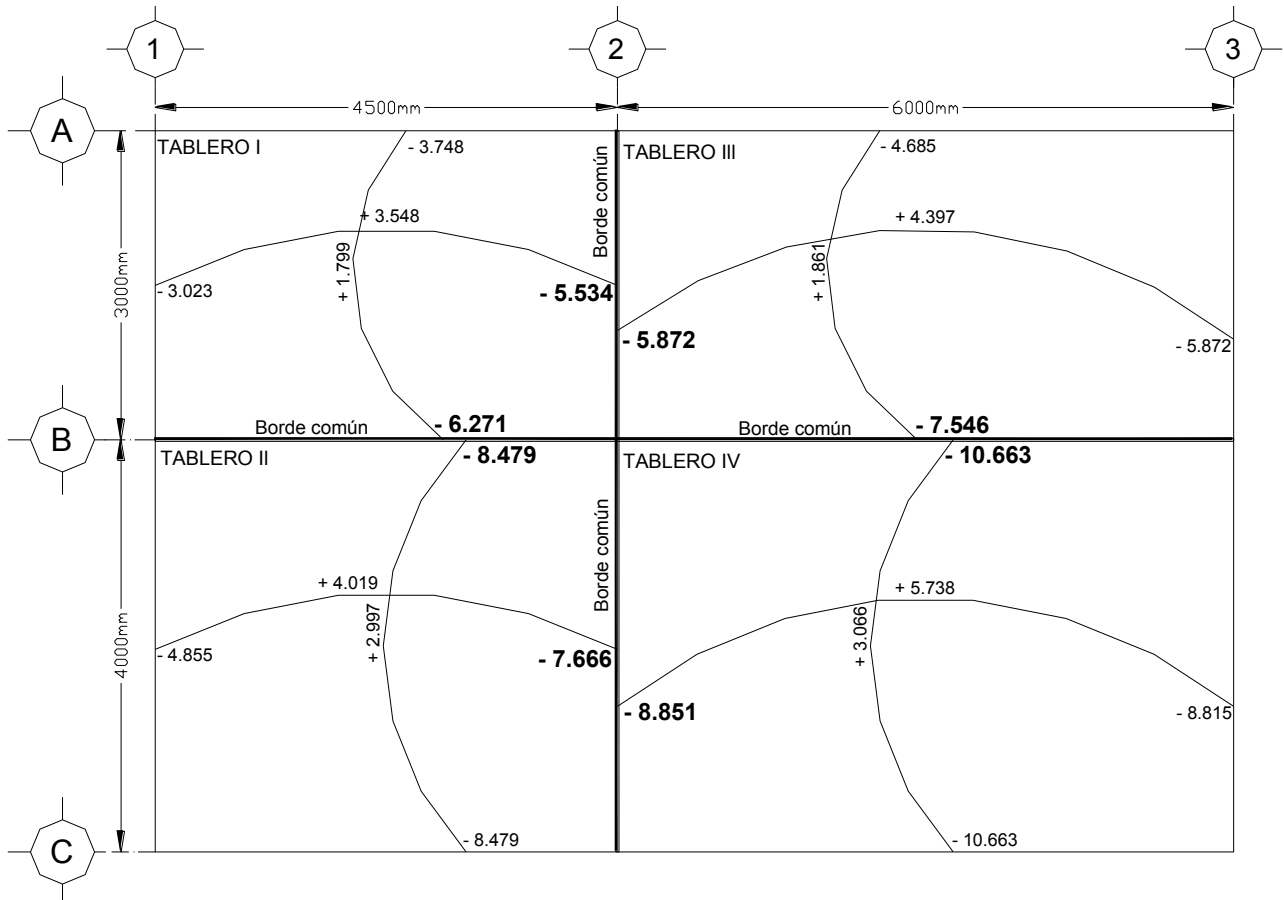 1
2
3
4500mm
6000mm
A
TABLERO I
- 3.748
Borde común
TABLERO III
- 4.685
+ 3.548
+ 4.397
+ 1.799
+ 1.861
3000mm
- 3.023
- 5.534
- 5.872
- 5.872
B
Borde común
- 6.271
Borde común
- 7.546
TABLERO II
- 8.479
TABLERO IV
- 10.663
Borde común
+ 4.019
+ 5.738
+ 2.997
+ 3.066
4000mm
- 4.855
- 7.666
- 8.851
- 8.815
C
- 8.479
- 10.663